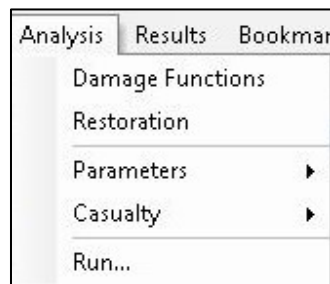 Analysis Results Bookmar
Damage Functions
Restoration
Parameters
Casualty
Run...